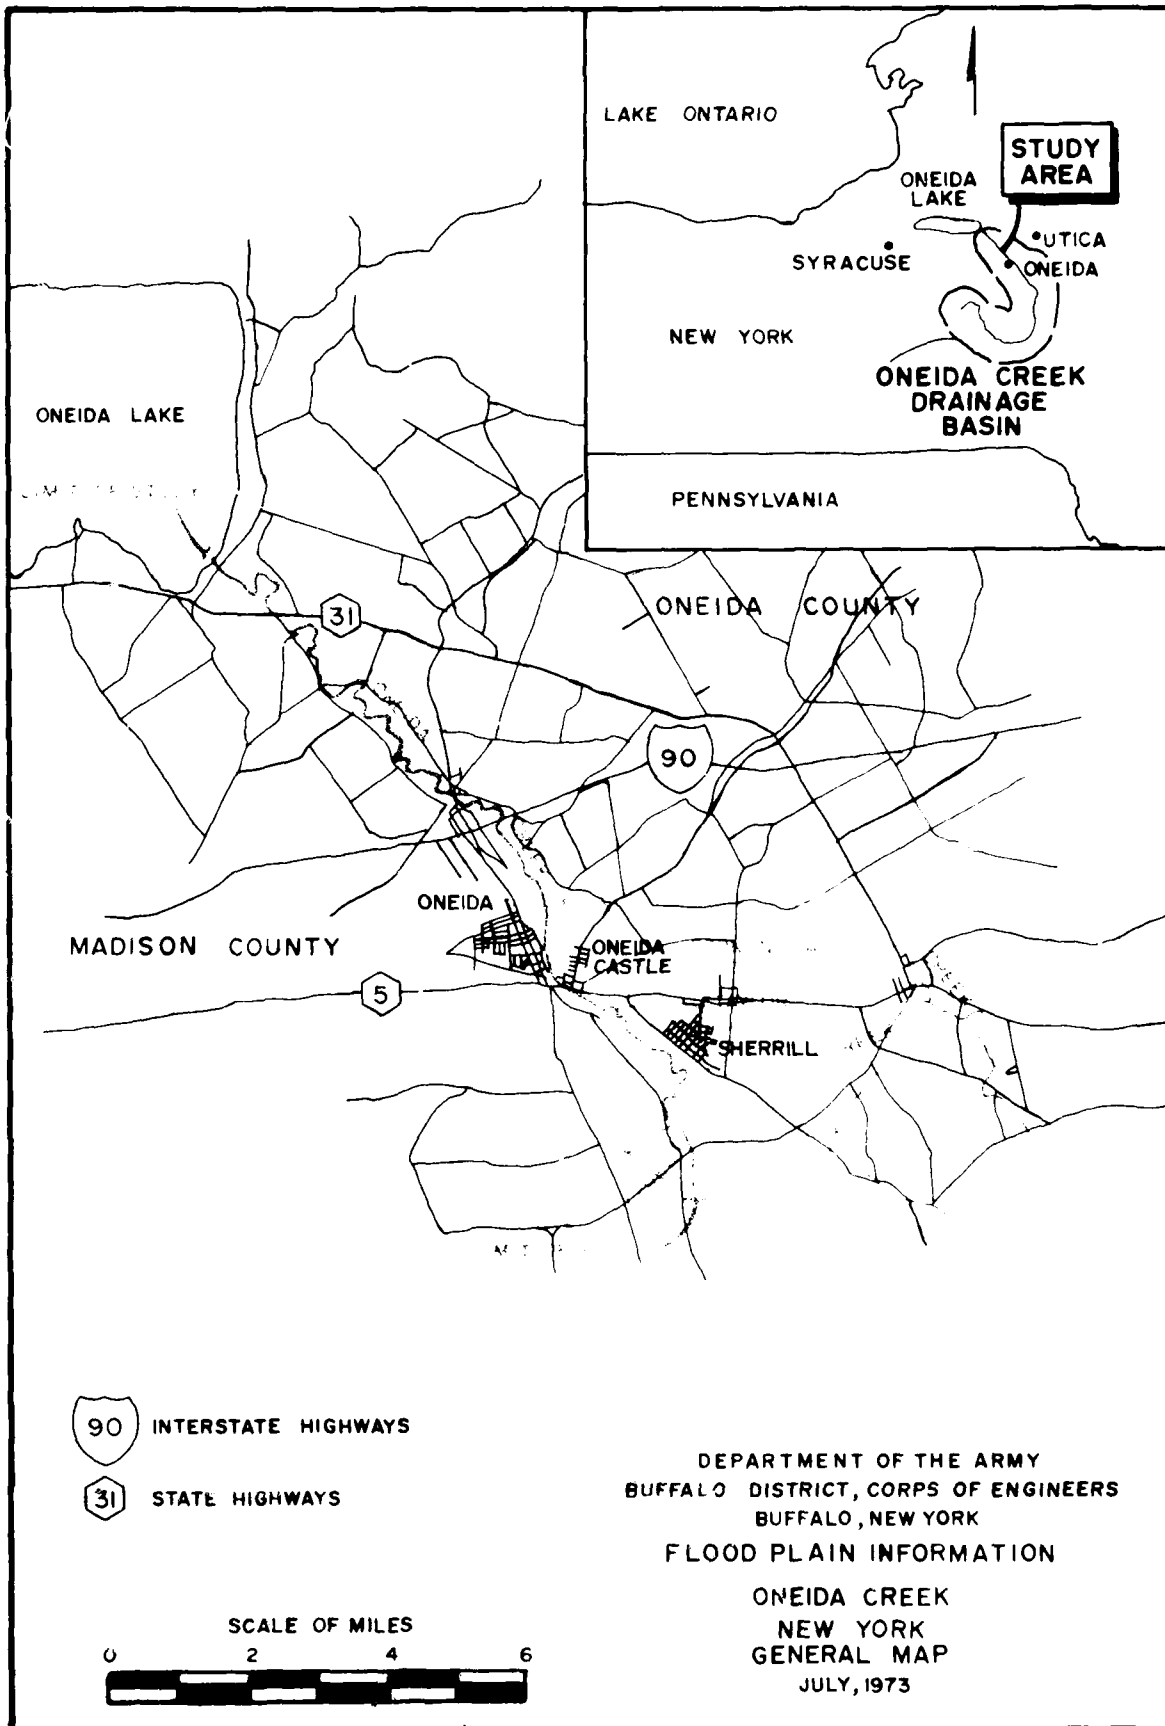 LAKE ONTARIO
STUDY
AREA
ONEIDA
LAKE
UTICA
SYRACUSE
ONEIDA
NEW YORK
ONEIDA CREEK
DRAINAGE
BASIN
PENNSYLVANIA
ONEIDA LAKE
31
ONEIDA COUNTY
90
ONEIDA
MADISON COUNTY
ONEIDA
CASTLE
5
SHERRILL
90 INTERSTATE HIGHWAYS
31 STATE HIGHWAYS
SCALE OF MILES
0 2 4 6
DEPARTMENT OF THE ARMY
BUFFALO DISTRICT, CORPS OF ENGINEERS
BUFFALO, NEW YORK
FLOOD PLAIN INFORMATION
ONEIDA CREEK
NEW YORK
GENERAL MAP
JULY, 1973